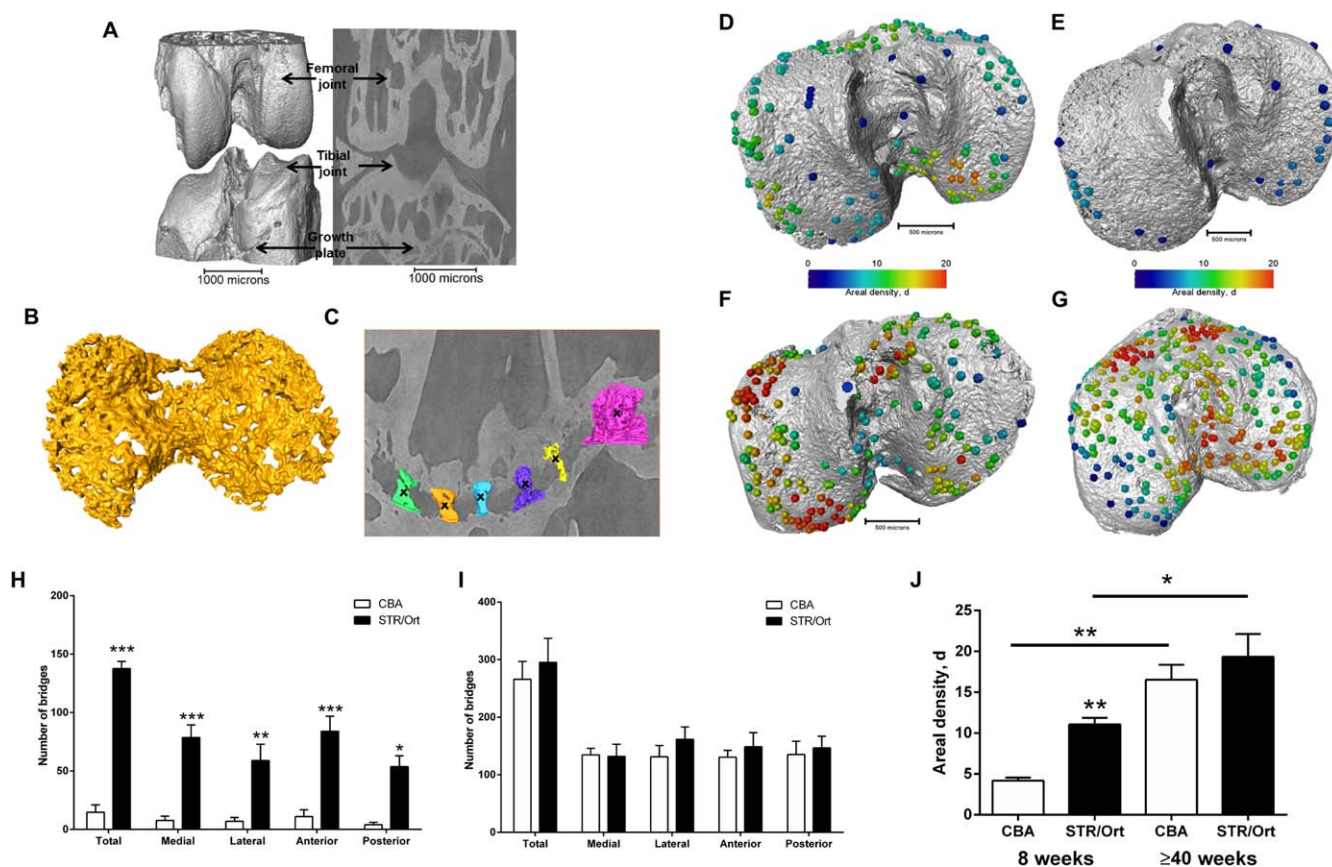 A
Femoral
joint
Tibial
joint
Growth
plate
1000 microns
1000 microns
B
C
D
500 microns
0
10
20
Areal density, d
E
500 microns
0
10
20
Areal density, d
F
500 microns
G
H
CBA
STR/Ort
Number of bridges
200
150
100
50
0
***
***
**
***
*
Total
Medial
Lateral
Anterior
Posterior
I
CBA
STR/Ort
Number of bridges
400
300
200
100
0
Total
Medial
Lateral
Anterior
Posterior
J
*
**
**
Areal density, d
25
20
15
10
5
0
CBA
STR/Ort
CBA
STR/Ort
8 weeks
≥40 weeks